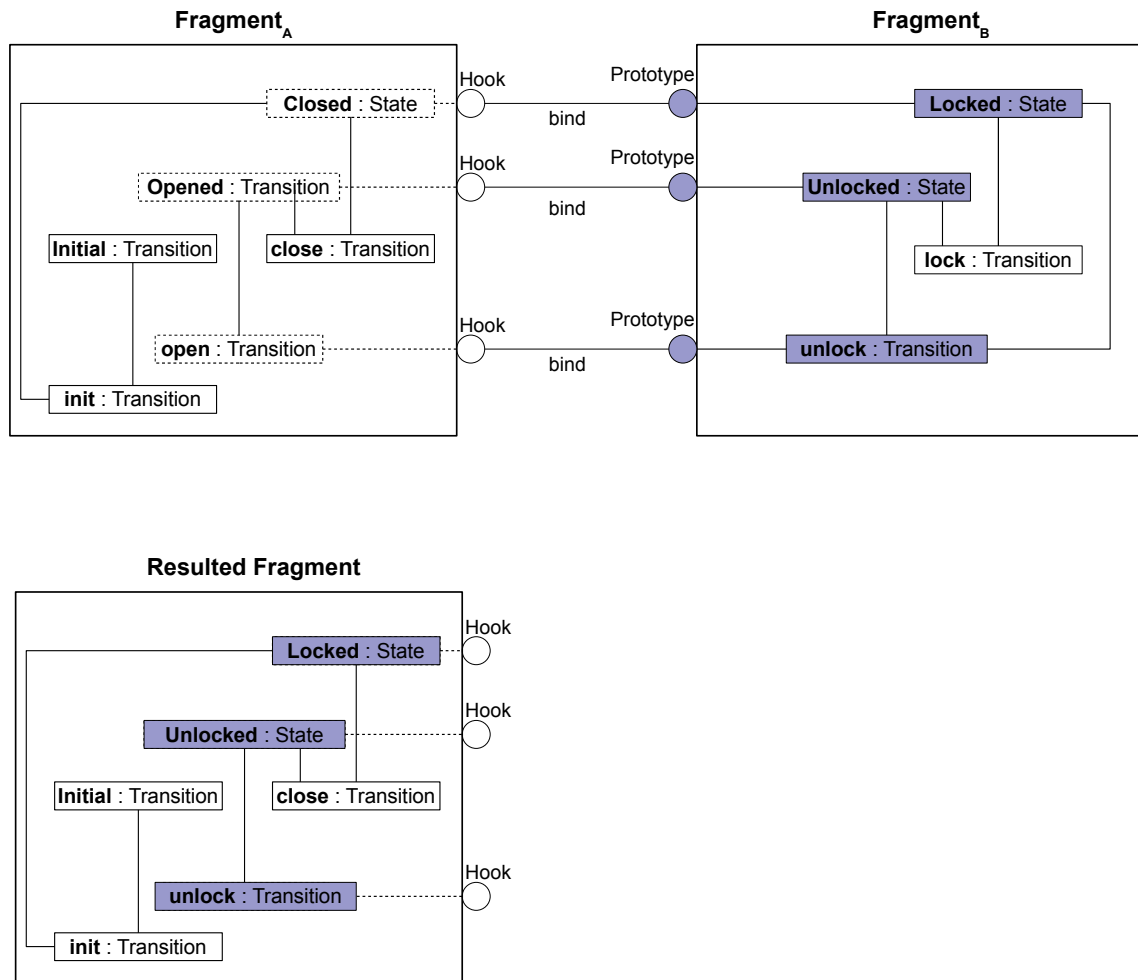 Fragment_A
Fragment_B
Hook
Prototype
Closed : State
bind
Locked : State
Hook
Prototype
Opened : Transition
bind
Unlocked : State
Initial : Transition
close : Transition
lock : Transition
Hook
Prototype
open : Transition
bind
unlock : Transition
init : Transition
Resulted Fragment
Hook
Locked : State
Hook
Unlocked : State
Initial : Transition
close : Transition
Hook
unlock : Transition
init : Transition